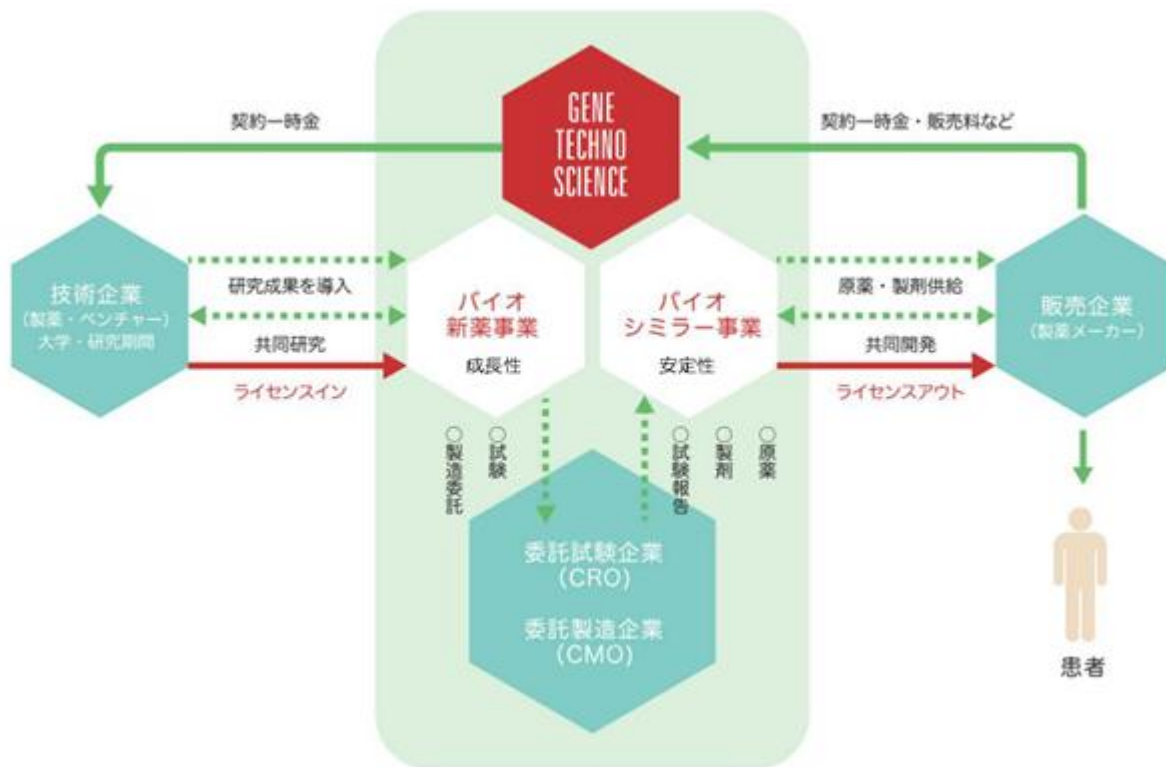 GENE
TECHNO
SCIENCE
契約一時金
契約一時金・販売料など
技術企業
(製薬・ベンチャー)
大学・研究期間
研究成果を導入
共同研究
ライセンスイン
バイオ
新薬事業
成長性
バイオ
シミラー事業
安定性
原薬・製剤供給
共同開発
ライセンスアウト
販売企業
(製薬メーカー)
○製造委託
○試験
○試験報告
○製剤
○原薬
委託試験企業
(CRO)
委託製造企業
(CMO)
患者